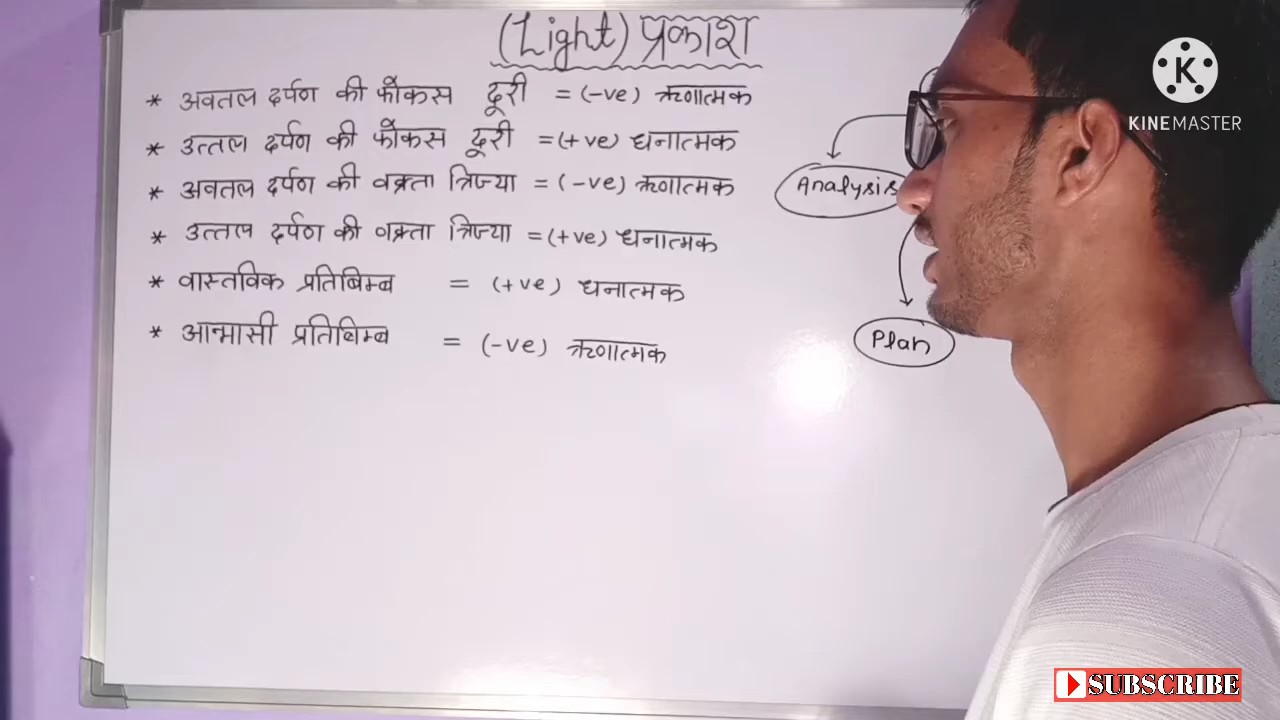 (Light) प्रकाश
* अवतल दर्पण की फोकस दूरी = (-ve) ऋणात्मक
* उत्तल दर्पण की फोकस दूरी = (+ve) धनात्मक
* अवतल दर्पण की वक्रता त्रिज्या = (-ve) ऋणात्मक
* उत्तल दर्पण की वक्रता त्रिज्या = (+ve) धनात्मक
* वास्तविक प्रतिबिम्ब = (+ve) धनात्मक
* आन्मासी प्रतिबिम्ब = (-ve) ऋणात्मक
Analysis
Plan
K
KINEMASTER
SUBSCRIBE